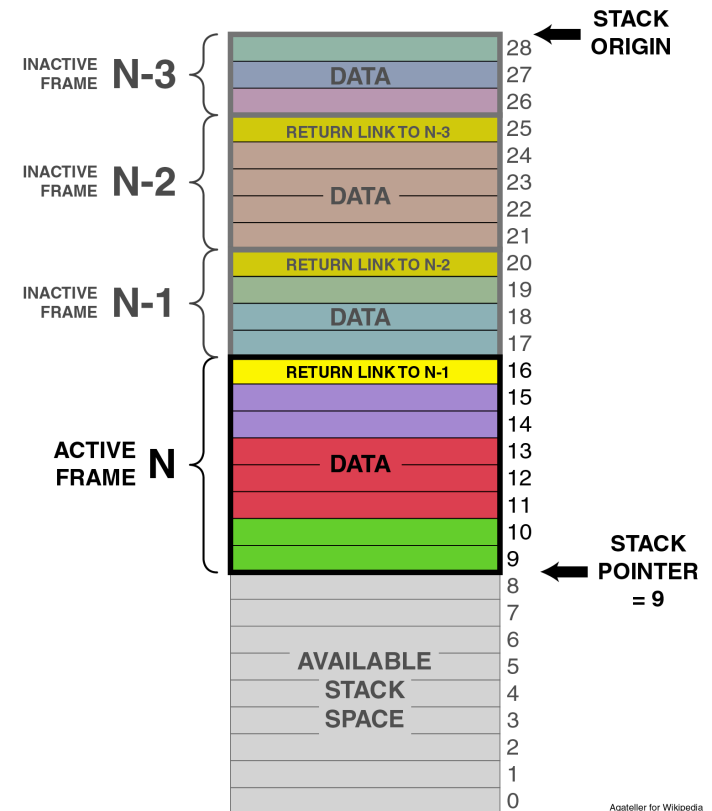 STACK
ORIGIN
28
INACTIVE
FRAME
N-3
DATA
27
26
RETURN LINK TO N-3
25
24
INACTIVE
FRAME
N-2
23
DATA
22
21
RETURN LINK TO N-2
20
19
INACTIVE
FRAME
N-1
DATA
18
17
RETURN LINK TO N-1
16
15
14
ACTIVE
FRAME
N
13
DATA
12
11
10
9
STACK
POINTER
= 9
8
7
6
AVAILABLE
STACK
SPACE
5
4
3
2
1
0
Agateller for Wikipedia